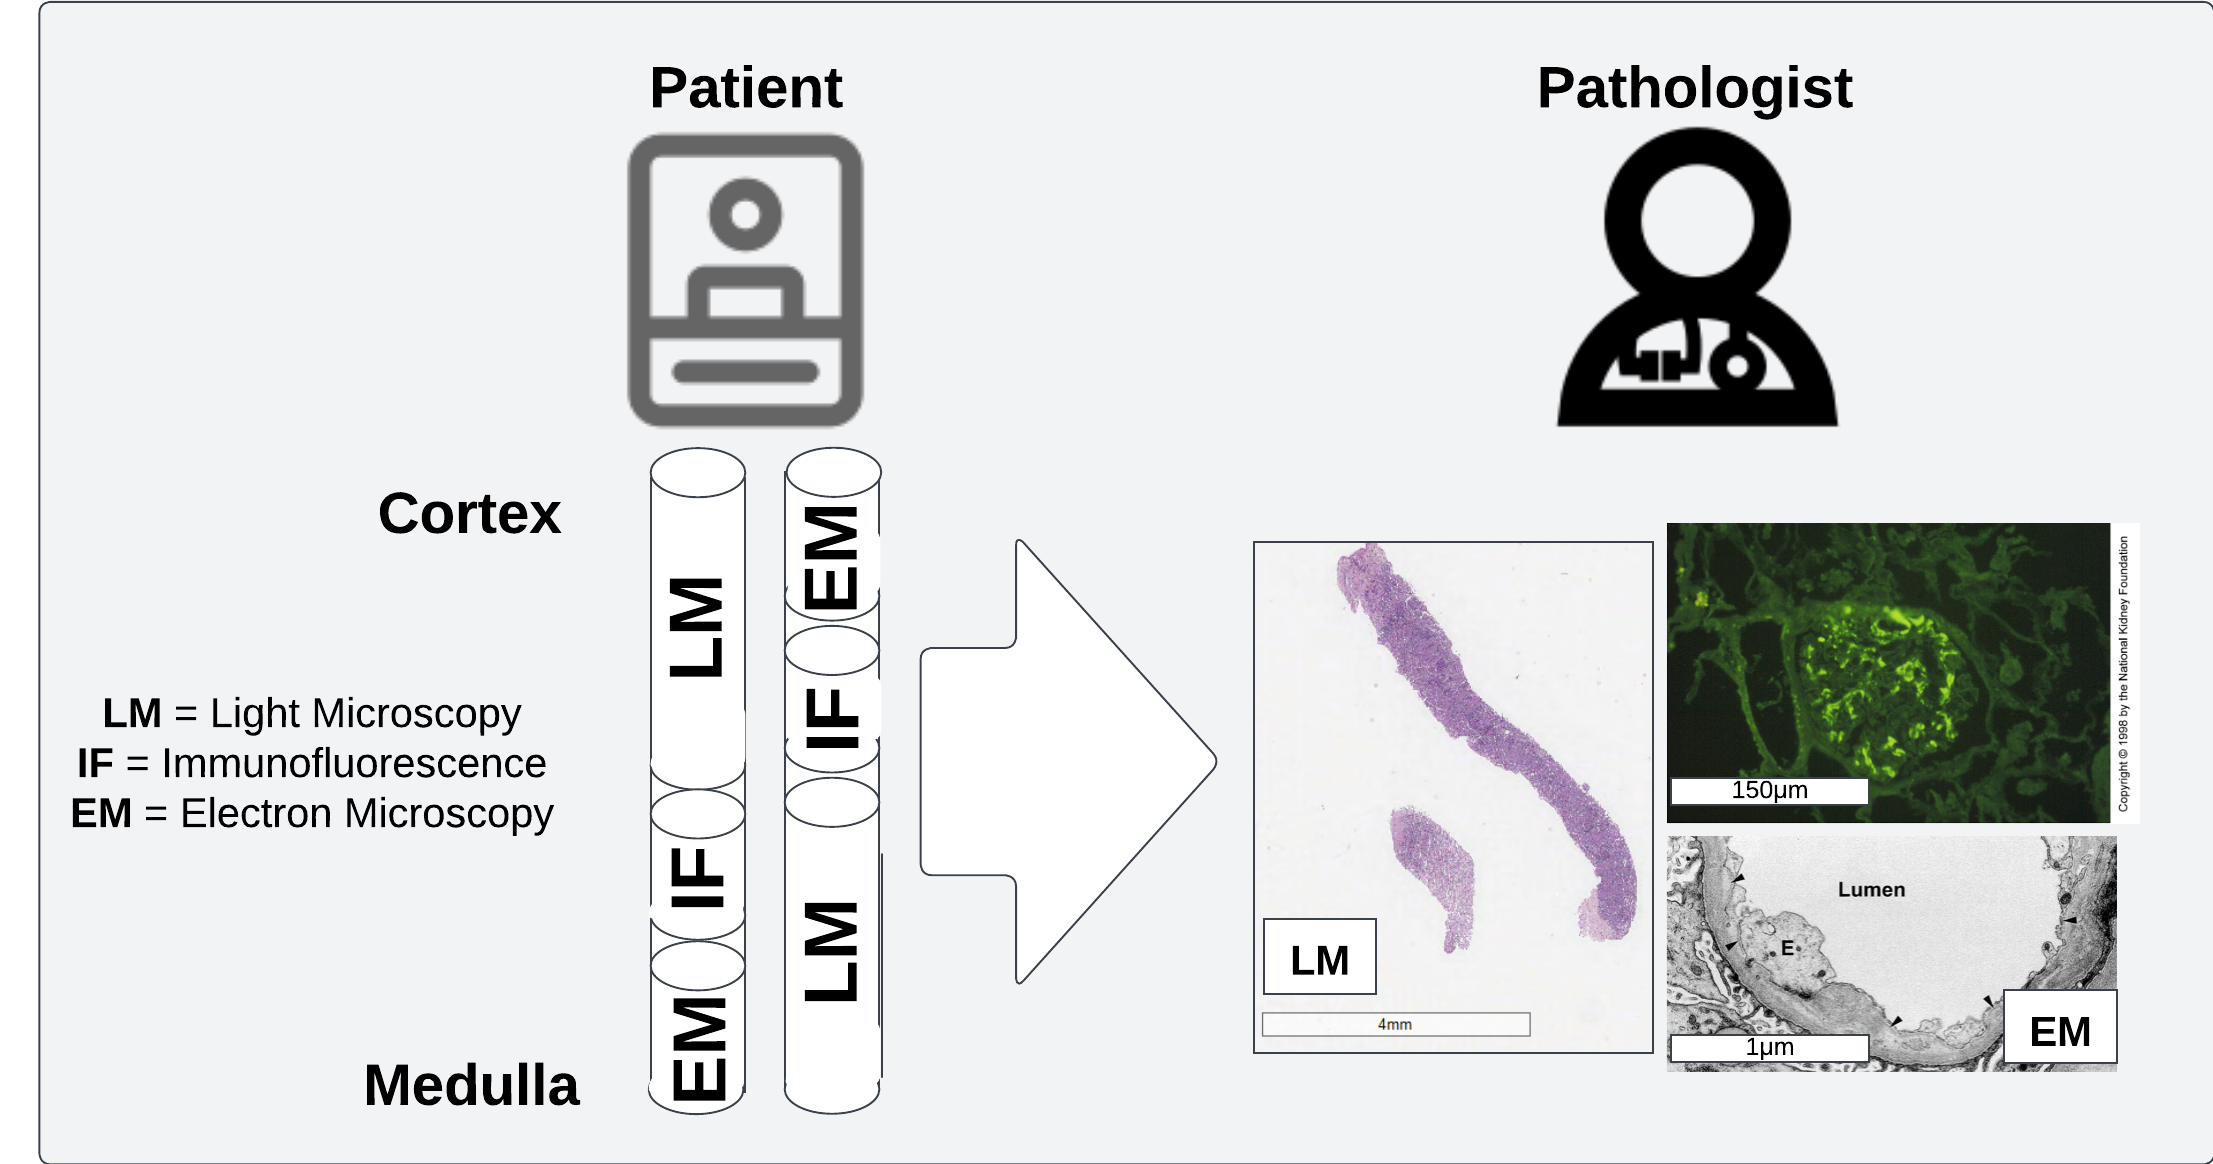 Patient
Pathologist
Cortex
LM
EM
IF
LM = Light Microscopy
IF = Immunofluorescence
EM = Electron Microscopy
IF
LM
EM
Medulla
LM
4mm
150µm
Copyright © 1998 by the National Kidney Foundation
Lumen
E
1µm
EM